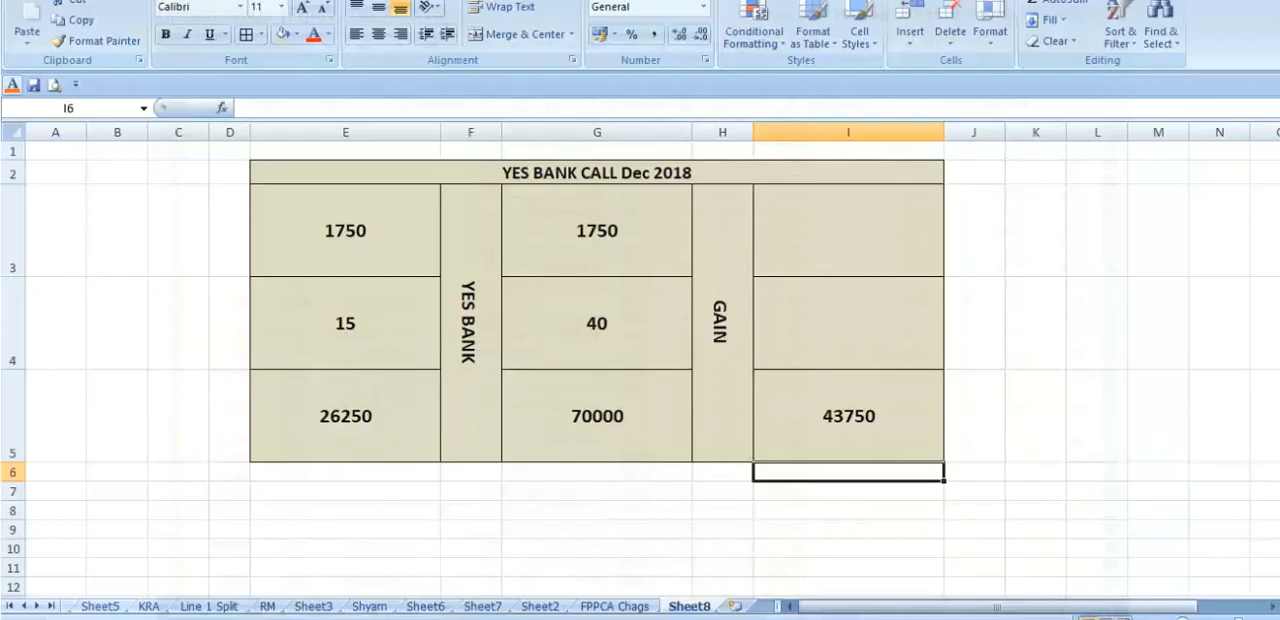 Cut
Calibri 11 A A
Wrap Text
General
AutoSum
Copy
Fill
Paste
Format Painter
B I U
A
Merge & Center
%
,
Conditional Formatting
Format as Table
Cell Styles
Insert
Delete
Format
Clear
Sort & Filter
Find & Select
Clipboard
Font
Alignment
Number
Styles
Cells
Editing
A
I6
fx
A B C D E F G H I J K L M N
1
2
YES BANK CALL Dec 2018
3
1750
YES BANK
1750
GAIN
4
15
40
5
26250
70000
43750
6
7
8
9
10
11
12
Sheet5 KRA Line 1 Split RM Sheet3 Shyam Sheet6 Sheet7 Sheet2 FPPCA Chags Sheet8